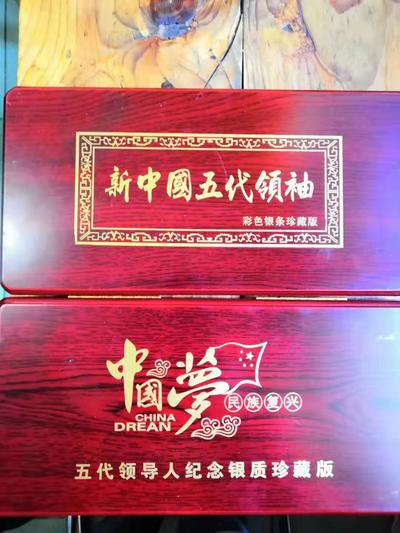 新中國五代領袖
彩色银条珍藏版
中國夢
CHINA
DREAN
民族复兴
五代领导人纪念银质珍藏版